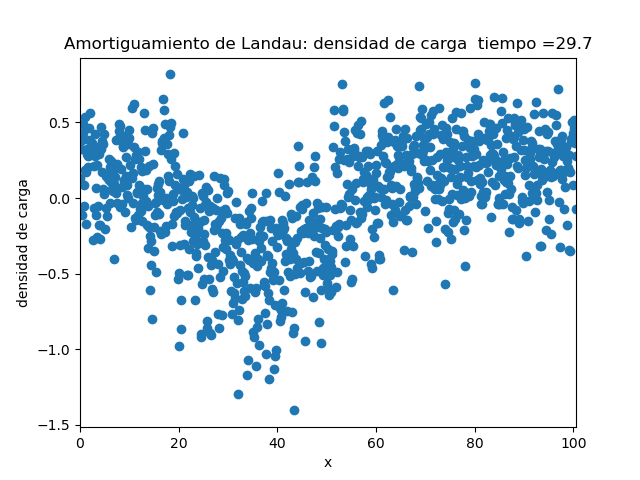 Amortiguamiento de Landau: densidad de carga  tiempo =29.7
densidad de carga
0.5
0.0
−0.5
−1.0
−1.5
0 20 40 60 80 100
x